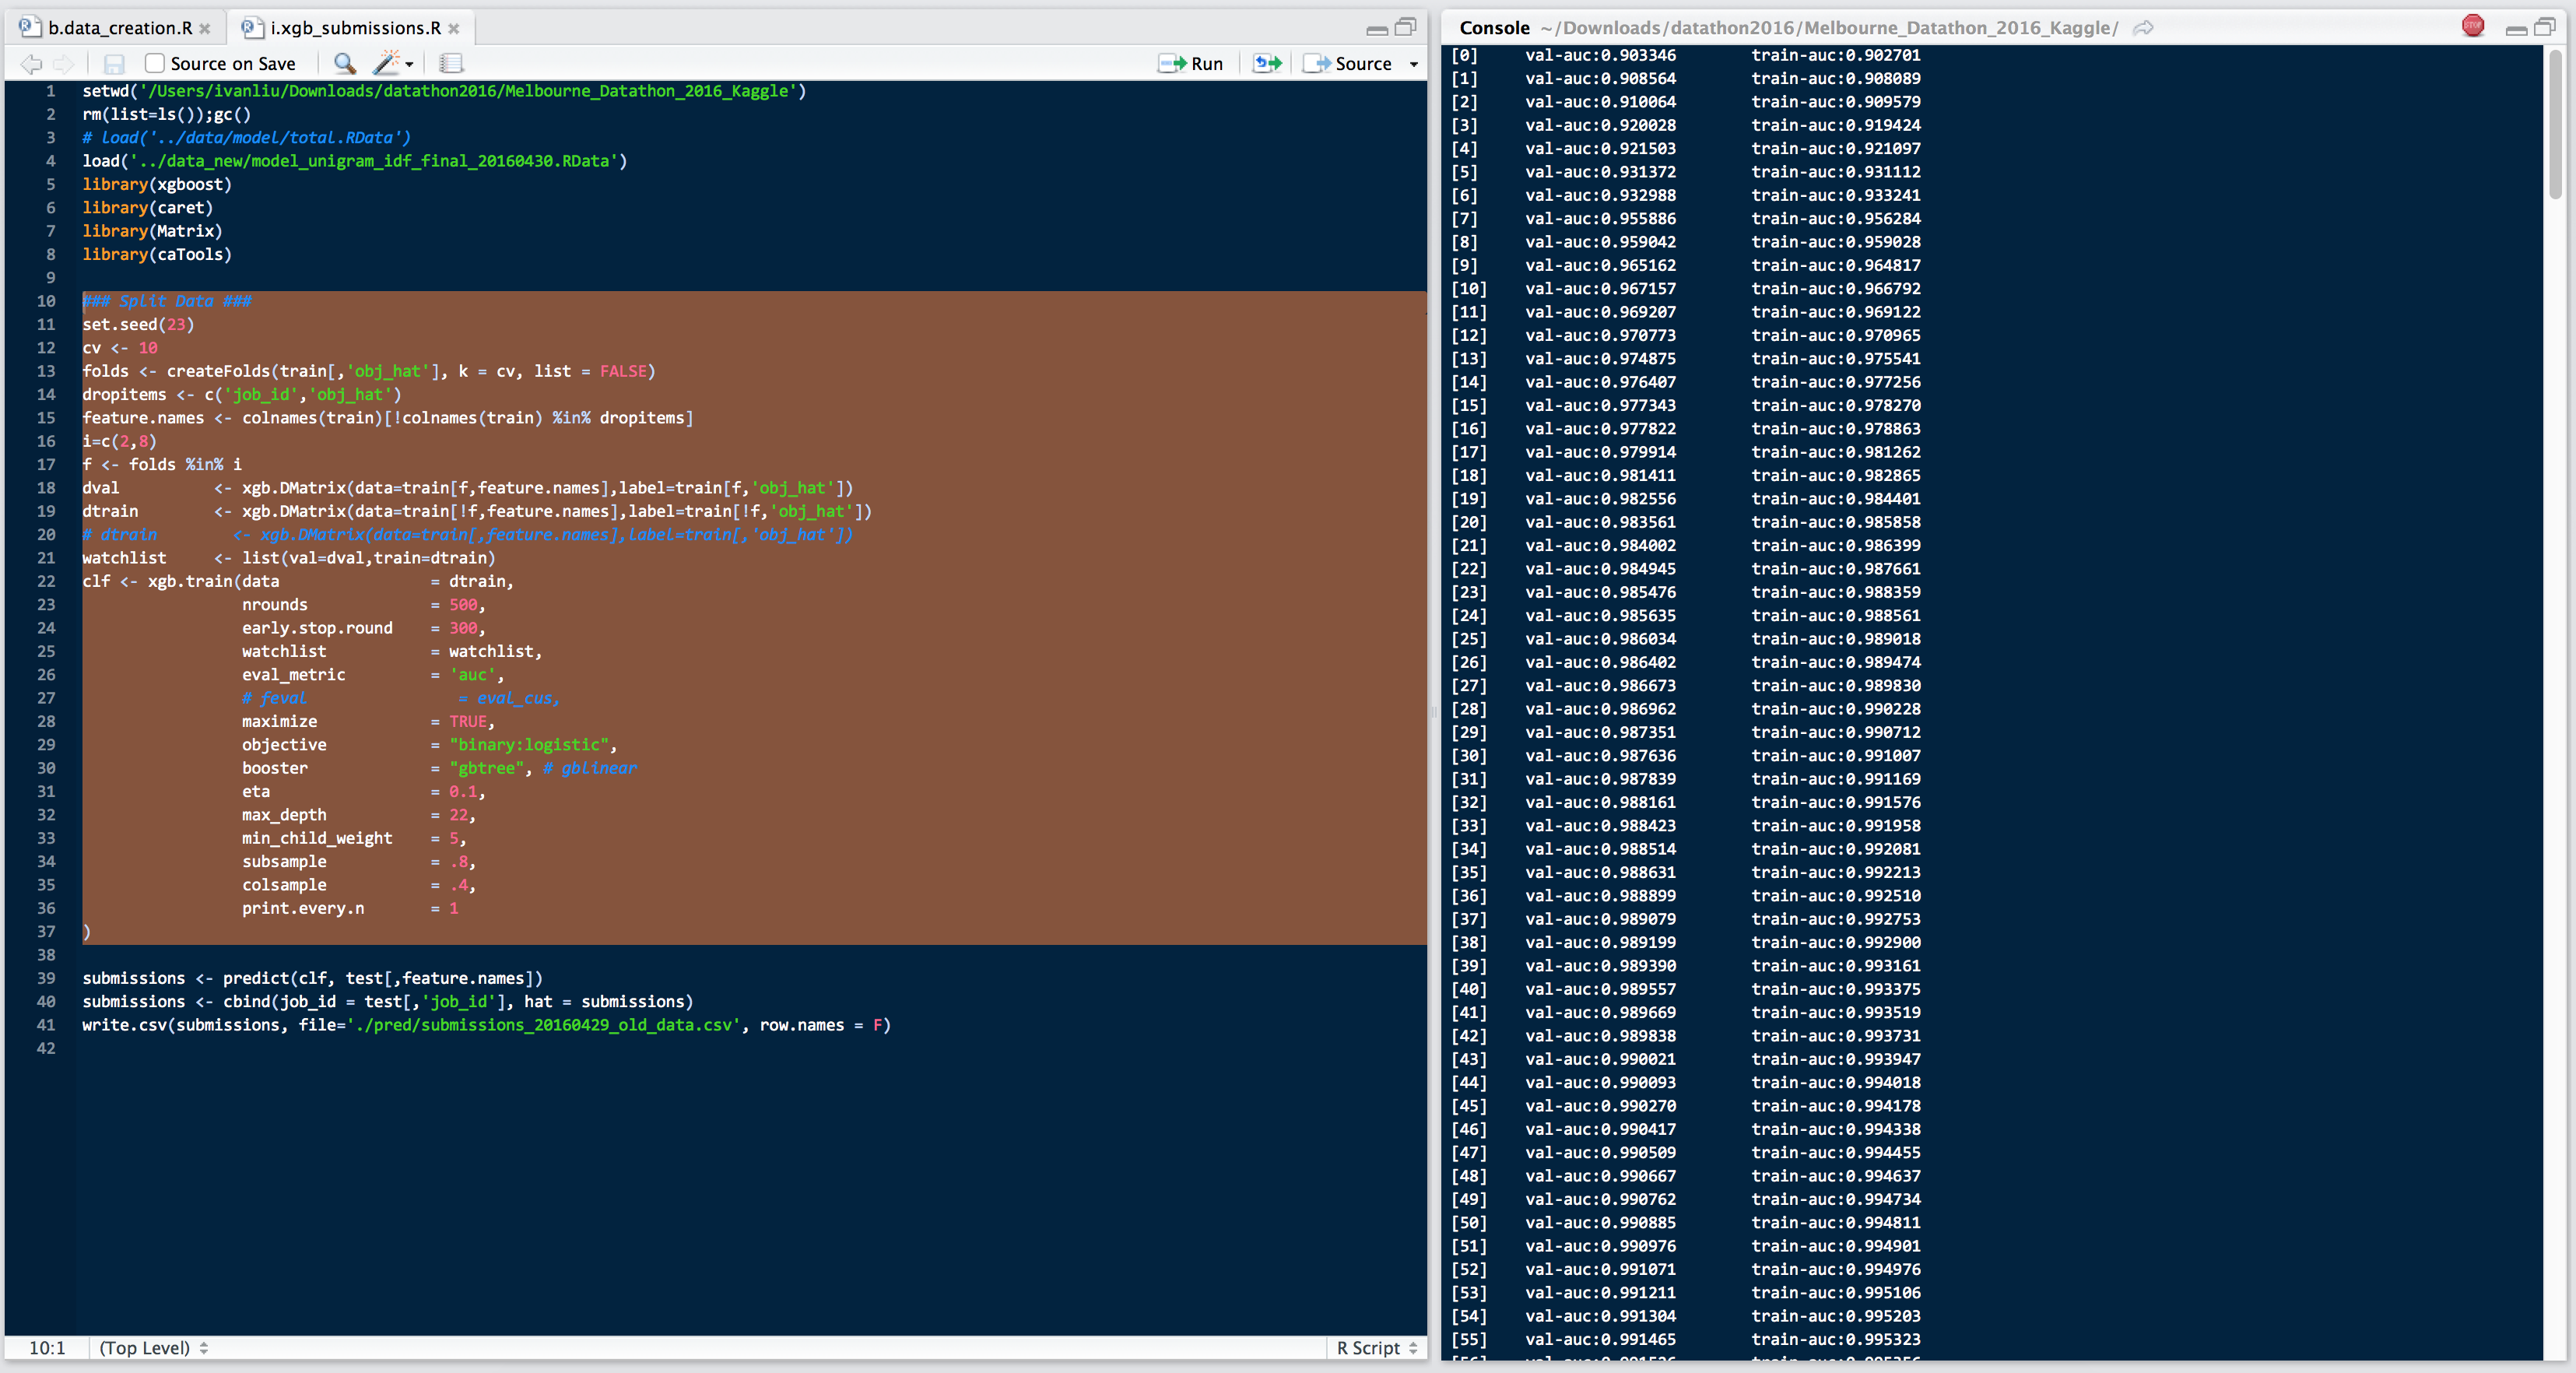 b.data_creation.R
i.xgb_submissions.R
Source on Save
Run
Source
1 setwd('/Users/ivanliu/Downloads/datathon2016/Melbourne_Datathon_2016_Kaggle')
2 rm(list=ls());gc()
3 # load('../data/model/total.RData')
4 load('../data_new/model_unigram_idf_final_20160430.RData')
5 library(xgboost)
6 library(caret)
7 library(Matrix)
8 library(caTools)
9
10 ### Split Data ###
11 set.seed(23)
12 cv <- 10
13 folds <- createFolds(train[,'obj_hat'], k = cv, list = FALSE)
14 dropitems <- c('job_id','obj_hat')
15 feature.names <- colnames(train)[!colnames(train) %in% dropitems]
16 i=c(2,8)
17 f <- folds %in% i
18 dval <- xgb.DMatrix(data=train[f,feature.names],label=train[f,'obj_hat'])
19 dtrain <- xgb.DMatrix(data=train[!f,feature.names],label=train[!f,'obj_hat'])
20 # dtrain <- xgb.DMatrix(data=train[,feature.names],label=train[,'obj_hat'])
21 watchlist <- list(val=dval,train=dtrain)
22 clf <- xgb.train(data = dtrain,
23 nrounds = 500,
24 early.stop.round = 300,
25 watchlist = watchlist,
26 eval_metric = 'auc',
27 # feval = eval_cus,
28 maximize = TRUE,
29 objective = "binary:logistic",
30 booster = "gbtree", # gblinear
31 eta = 0.1,
32 max_depth = 22,
33 min_child_weight = 5,
34 subsample = .8,
35 colsample = .4,
36 print.every.n = 1
37 )
38
39 submissions <- predict(clf, test[,feature.names])
40 submissions <- cbind(job_id = test[,'job_id'], hat = submissions)
41 write.csv(submissions, file='./pred/submissions_20160429_old_data.csv', row.names = F)
42
10:1 (Top Level)
R Script
Console ~/Downloads/datathon2016/Melbourne_Datathon_2016_Kaggle/
STOP
[0] val-auc:0.903346 train-auc:0.902701
[1] val-auc:0.908564 train-auc:0.908089
[2] val-auc:0.910064 train-auc:0.909579
[3] val-auc:0.920028 train-auc:0.919424
[4] val-auc:0.921503 train-auc:0.921097
[5] val-auc:0.931372 train-auc:0.931112
[6] val-auc:0.932988 train-auc:0.933241
[7] val-auc:0.955886 train-auc:0.956284
[8] val-auc:0.959042 train-auc:0.959028
[9] val-auc:0.965162 train-auc:0.964817
[10] val-auc:0.967157 train-auc:0.966792
[11] val-auc:0.969207 train-auc:0.969122
[12] val-auc:0.970773 train-auc:0.970965
[13] val-auc:0.974875 train-auc:0.975541
[14] val-auc:0.976407 train-auc:0.977256
[15] val-auc:0.977343 train-auc:0.978270
[16] val-auc:0.977822 train-auc:0.978863
[17] val-auc:0.979914 train-auc:0.981262
[18] val-auc:0.981411 train-auc:0.982865
[19] val-auc:0.982556 train-auc:0.984401
[20] val-auc:0.983561 train-auc:0.985858
[21] val-auc:0.984002 train-auc:0.986399
[22] val-auc:0.984945 train-auc:0.987661
[23] val-auc:0.985476 train-auc:0.988359
[24] val-auc:0.985635 train-auc:0.988561
[25] val-auc:0.986034 train-auc:0.989018
[26] val-auc:0.986402 train-auc:0.989474
[27] val-auc:0.986673 train-auc:0.989830
[28] val-auc:0.986962 train-auc:0.990228
[29] val-auc:0.987351 train-auc:0.990712
[30] val-auc:0.987636 train-auc:0.991007
[31] val-auc:0.987839 train-auc:0.991169
[32] val-auc:0.988161 train-auc:0.991576
[33] val-auc:0.988423 train-auc:0.991958
[34] val-auc:0.988514 train-auc:0.992081
[35] val-auc:0.988631 train-auc:0.992213
[36] val-auc:0.988899 train-auc:0.992510
[37] val-auc:0.989079 train-auc:0.992753
[38] val-auc:0.989199 train-auc:0.992900
[39] val-auc:0.989390 train-auc:0.993161
[40] val-auc:0.989557 train-auc:0.993375
[41] val-auc:0.989669 train-auc:0.993519
[42] val-auc:0.989838 train-auc:0.993731
[43] val-auc:0.990021 train-auc:0.993947
[44] val-auc:0.990093 train-auc:0.994018
[45] val-auc:0.990270 train-auc:0.994178
[46] val-auc:0.990417 train-auc:0.994338
[47] val-auc:0.990509 train-auc:0.994455
[48] val-auc:0.990667 train-auc:0.994637
[49] val-auc:0.990762 train-auc:0.994734
[50] val-auc:0.990885 train-auc:0.994811
[51] val-auc:0.990976 train-auc:0.994901
[52] val-auc:0.991071 train-auc:0.994976
[53] val-auc:0.991211 train-auc:0.995106
[54] val-auc:0.991304 train-auc:0.995203
[55] val-auc:0.991465 train-auc:0.995323